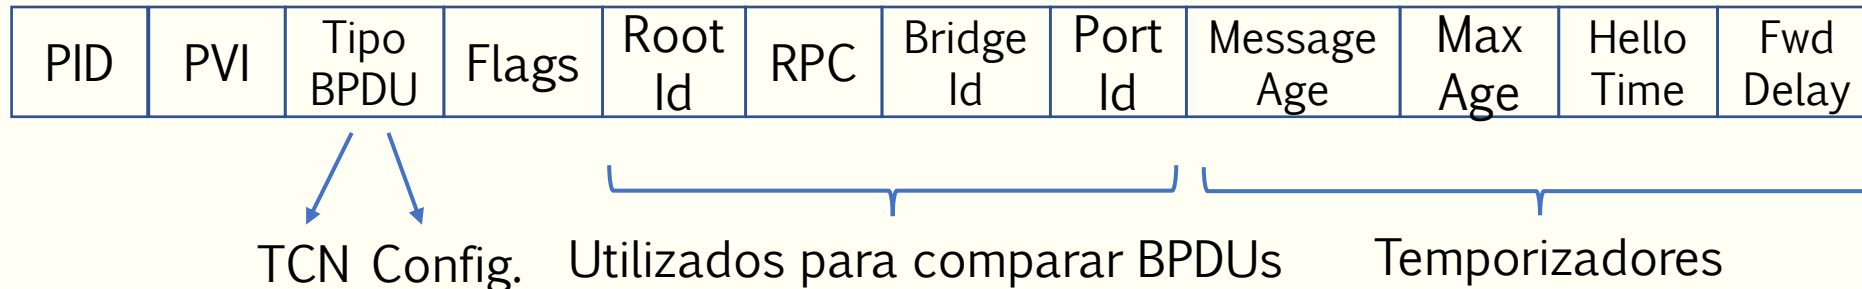 PID
PVI
Tipo
BPDU
Flags
Root
Id
RPC
Bridge
Id
Port
Id
Message
Age
Max
Age
Hello
Time
Fwd
Delay
TCN Config.
Utilizados para comparar BPDUs
Temporizadores